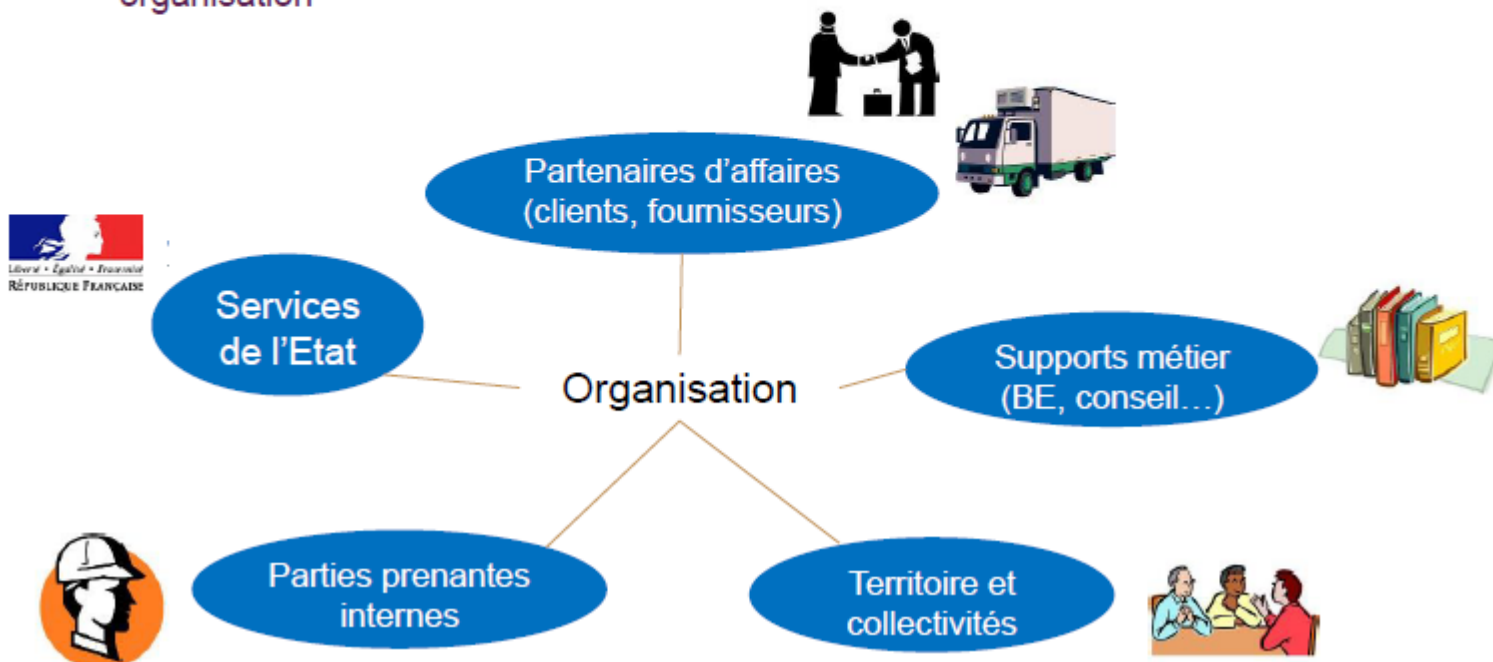 organisation
Partenaires d'affaires
(clients, fournisseurs)
Liberté • Égalité • Fraternité
RÉPUBLIQUE FRANÇAISE
Services
de l'Etat
Organisation
Supports métier
(BE, conseil…)
Parties prenantes
internes
Territoire et
collectivités